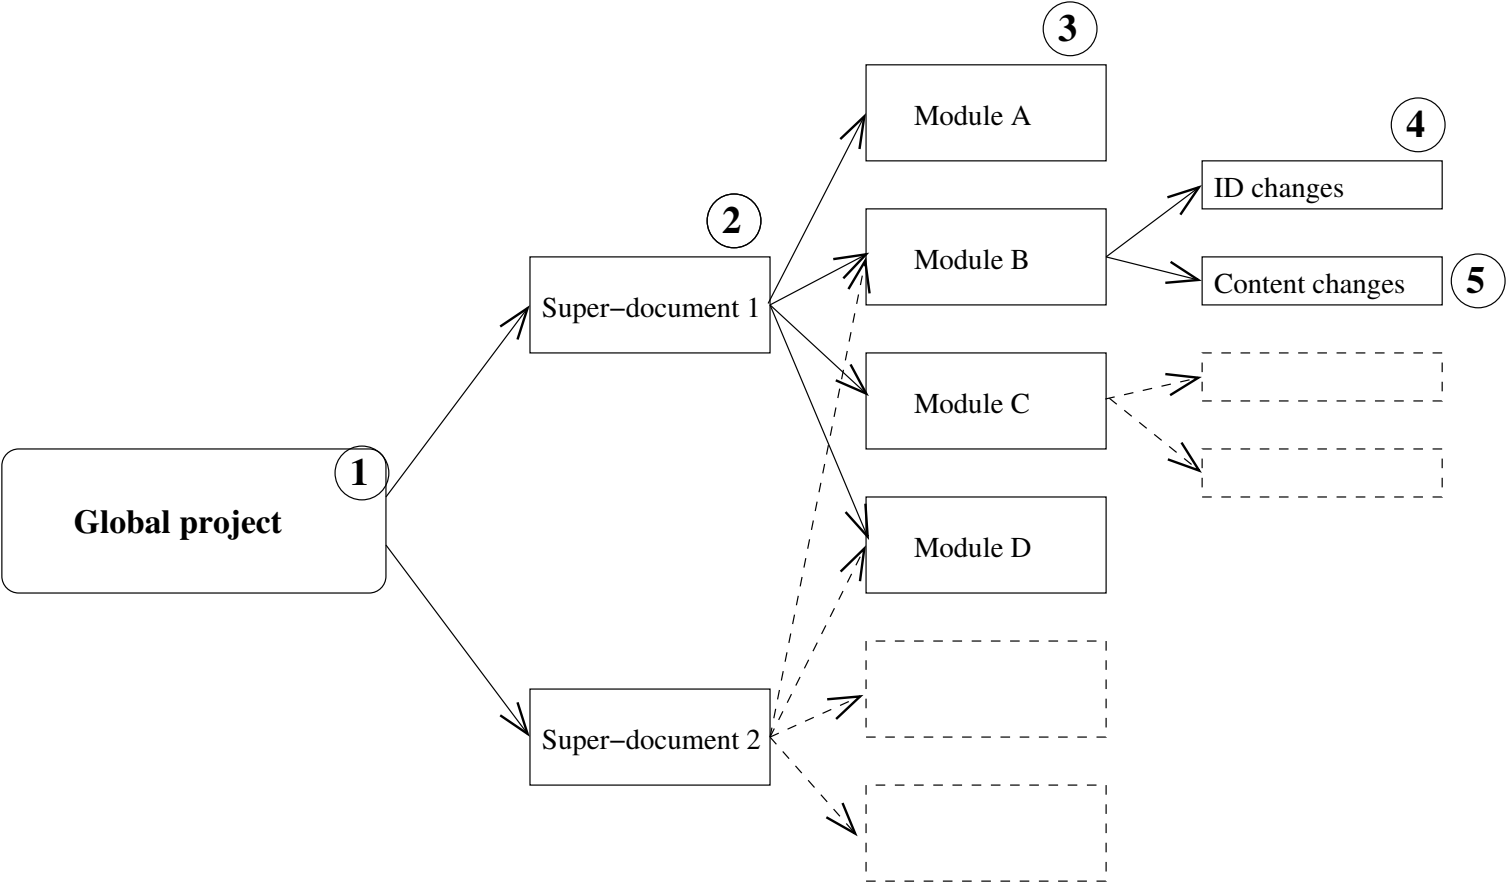 3
Module A
4
ID changes
2
Module B
Content changes
5
Super−document 1
Module C
1
Global project
Module D
Super−document 2